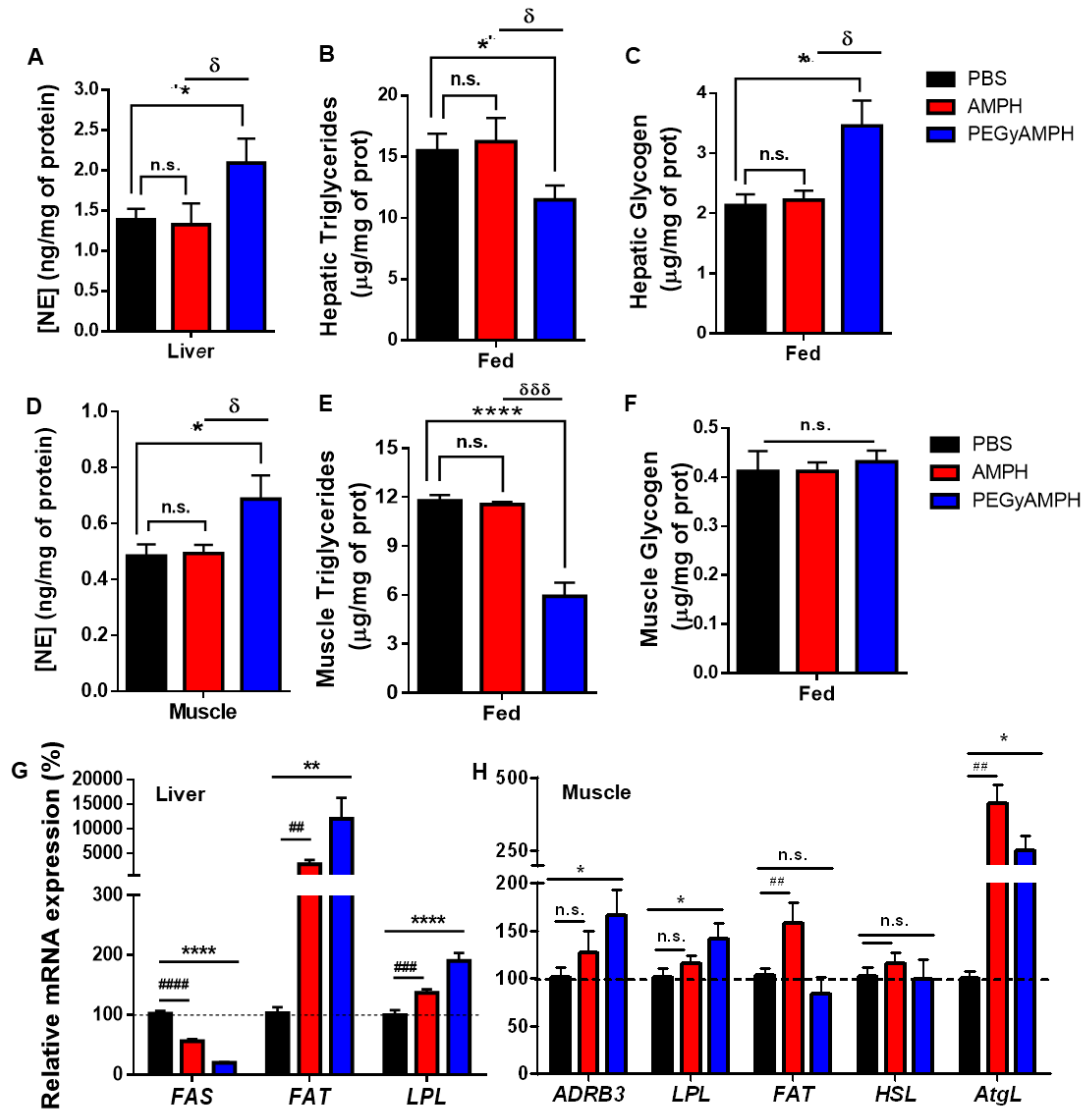 A
δ
*
n.s.
[NE] (ng/mg of protein)
3.0
2.5
2.0
1.5
1.0
0.5
0.0
Liver
B
δ
*
n.s.
Hepatic Triglycerides
(µg/mg of prot)
20
15
10
5
0
Fed
C
δ
*
n.s.
Hepatic Glycogen
(µg/mg of prot)
4
3
2
1
0
Fed
PBS
AMPH
PEGyAMPH
D
δ
*
n.s.
[NE] (ng/mg of protein)
1.0
0.8
0.6
0.4
0.2
0.0
Muscle
E
δδδ
****
n.s.
Muscle Triglycerides
(µg/mg of prot)
15
12
9
6
3
Fed
F
n.s.
Muscle Glycogen
(µg/mg of prot)
0.5
0.4
0.3
0.2
0.1
0.0
Fed
PBS
AMPH
PEGyAMPH
G
Relative mRNA expression (%)
Liver
20000
15000
10000
5000
300
200
100
0
****
####
**
##
****
###
FAS
FAT
LPL
H
Muscle
500
250
200
150
100
50
0
*
n.s.
*
n.s.
n.s.
##
n.s.
*
##
ADRB3
LPL
FAT
HSL
AtgL